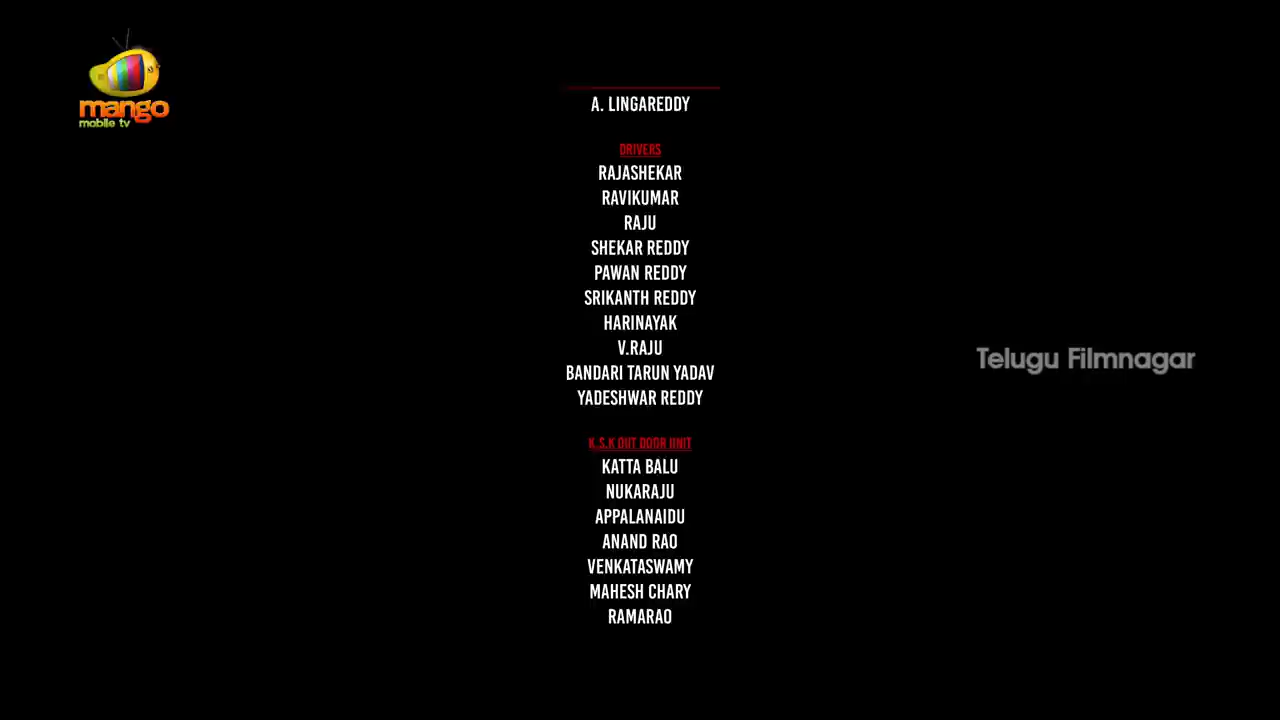 mango
mobile tv
A. LINGAREDDY
DRIVERS
RAJASHEKAR
RAVIKUMAR
RAJU
SHEKAR REDDY
PAWAN REDDY
SRIKANTH REDDY
HARINAYAK
V.RAJU
BANDARI TARUN YADAV
YADESHWAR REDDY
Telugu Filmnagar
K.S.K OUT DOOR UNIT
KATTA BALU
NUKARAJU
APPALANAIDU
ANAND RAO
VENKATASWAMY
MAHESH CHARY
RAMARAO